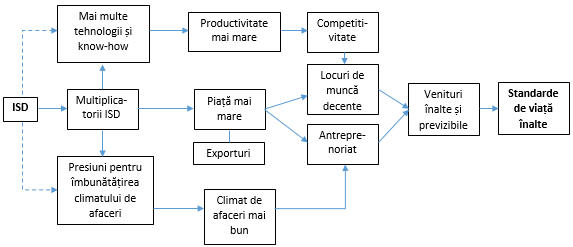 Mai multe
tehnologii și
know-how
Productivitate
mai mare
Competiti-
vitate
Locuri de
muncă
decente
ISD
Multiplica-
torii ISD
Piață mai
mare
Exporturi
Antrepre-
noriat
Venituri
înalte și
previzibile
Standarde
de viață
înalte
Presiuni pentru
îmbunătățirea
climatului de
afaceri
Climat de
afaceri mai
bun